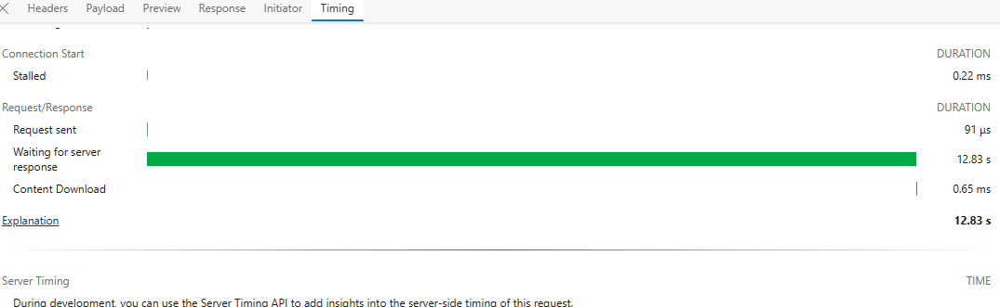 Headers Payload Preview Response Initiator Timing
Connection Start DURATION
Stalled 0.22 ms
Request/Response DURATION
Request sent 91 µs
Waiting for server
response 12.83 s
Content Download 0.65 ms
Explanation 12.83 s
Server Timing TIME
During development, you can use the Server Timing API to add insights into the server-side timing of this request.